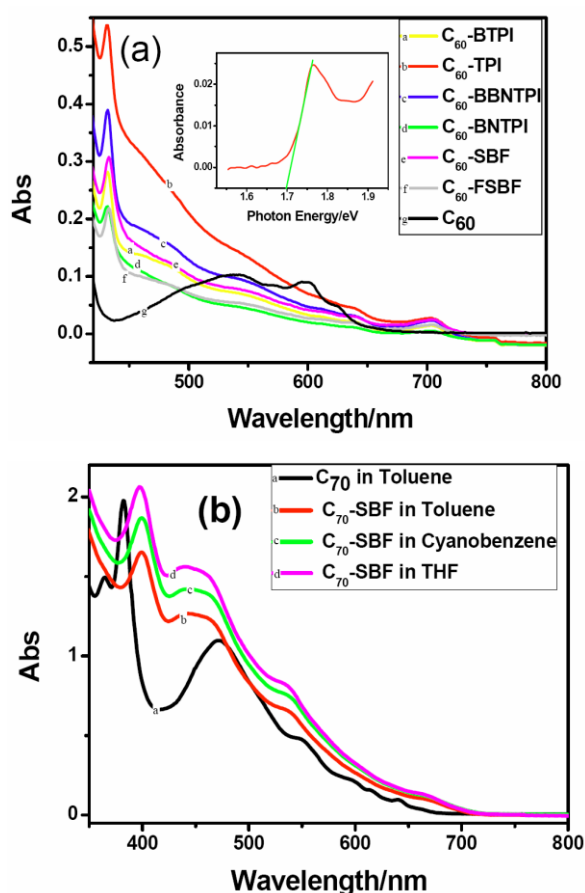 (a)
0.5
0.4
0.3
0.2
0.1
0.0
Abs
500
600
700
800
Wavelength/nm
a
b
c
d
e
f
g
Absorbance
0.02
0.01
0.00
1.6
1.7
1.8
1.9
Photon Energy/eV
a C60-BTPI
b C60-TPI
c C60-BBNTPI
d C60-BNTPI
e C60-SBF
f C60-FSBF
g C60
(b)
2
1
0
Abs
400
500
600
700
800
Wavelength/nm
d
c
b
a
a C70 in Toluene
b C70-SBF in Toluene
c C70-SBF in Cyanobenzene
d C70-SBF in THF